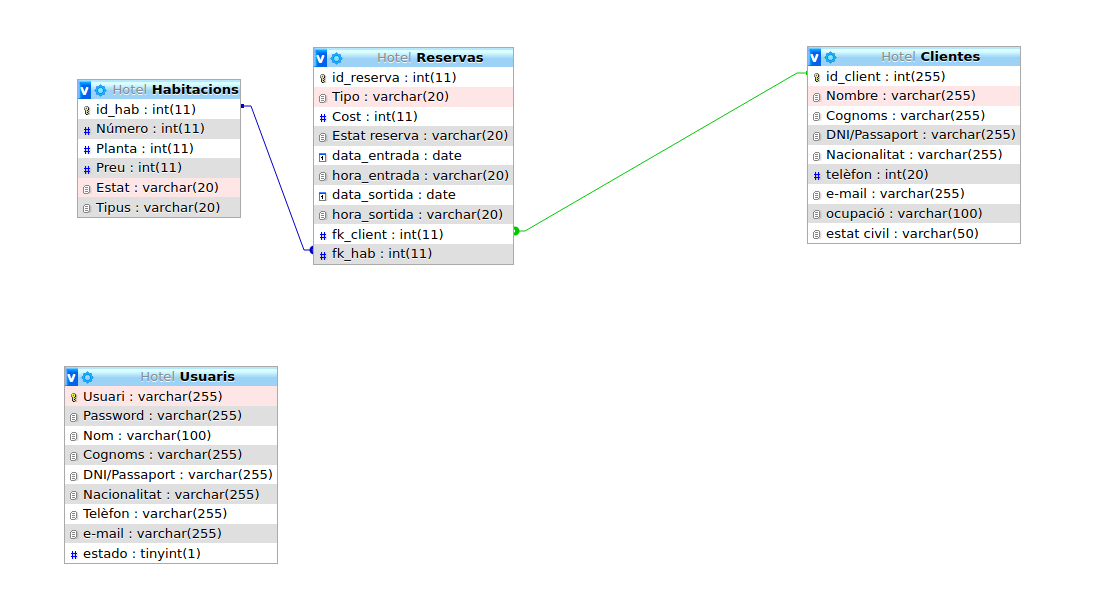 v Hotel Habitacions
id_hab : int(11)
# Número : int(11)
# Planta : int(11)
# Preu : int(11)
Estat : varchar(20)
Tipus : varchar(20)
v Hotel Reservas
id_reserva : int(11)
Tipo : varchar(20)
# Cost : int(11)
Estat reserva : varchar(20)
data_entrada : date
hora_entrada : varchar(20)
data_sortida : date
hora_sortida : varchar(20)
# fk_client : int(11)
# fk_hab : int(11)
v Hotel Clientes
id_client : int(255)
Nombre : varchar(255)
Cognoms : varchar(255)
DNI/Passaport : varchar(255)
Nacionalitat : varchar(255)
# telèfon : int(20)
e-mail : varchar(255)
ocupació : varchar(100)
estat civil : varchar(50)
v Hotel Usuaris
Usuari : varchar(255)
Password : varchar(255)
Nom : varchar(100)
Cognoms : varchar(255)
DNI/Passaport : varchar(255)
Nacionalitat : varchar(255)
Telèfon : varchar(255)
e-mail : varchar(255)
# estado : tinyint(1)